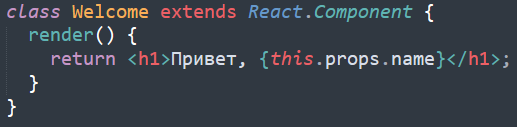 class Welcome extends React.Component {
  render() {
    return <h1>Привет, {this.props.name}</h1>;
  }
}